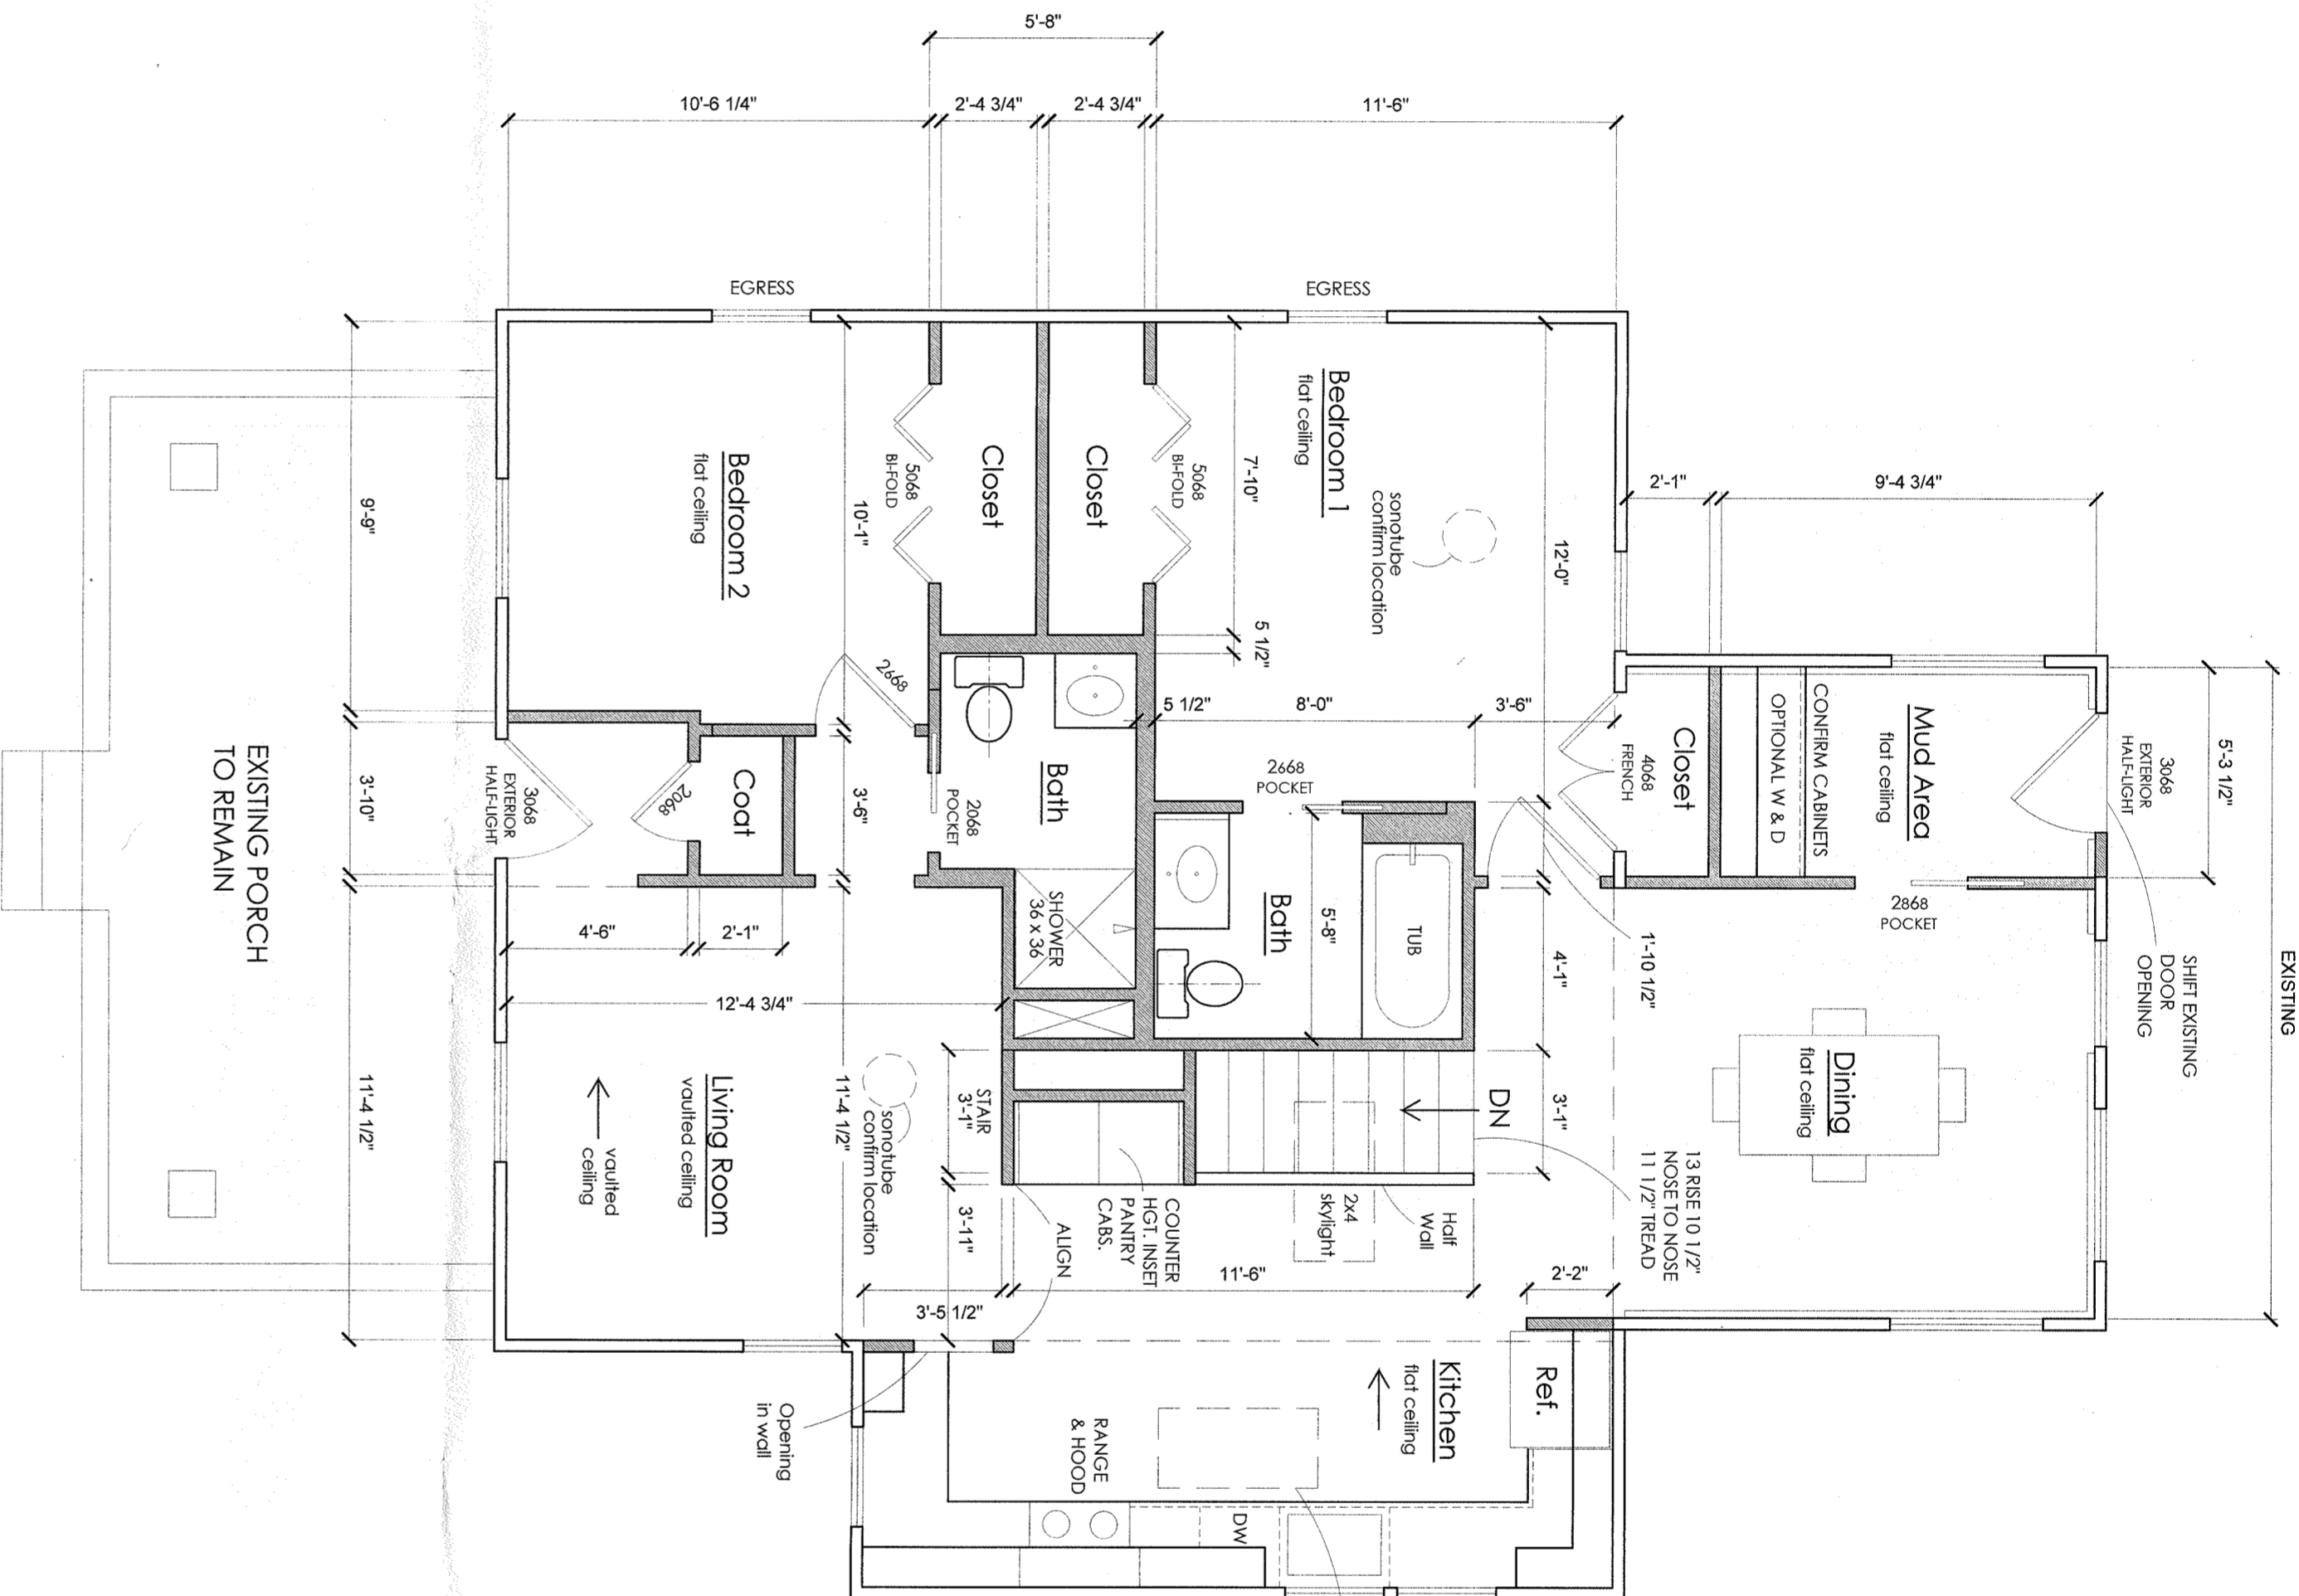 5'-8"
10'-6 1/4"
2'-4 3/4"
2'-4 3/4"
11'-6"
EGRESS
EGRESS
9'-9"
3'-10"
11'-4 1/2"
EXISTING PORCH
TO REMAIN
Bedroom 2
flat ceiling
10'-1"
5068
BI-FOLD
Closet
Closet
5068
BI-FOLD
7'-10"
5 1/2"
Bedroom 1
flat ceiling
sonotube
confirm location
12'-0"
2'-1"
9'-4 3/4"
2668
3068
EXTERIOR
HALF-LIGHT
2068
Coat
3'-6"
2068
POCKET
Bath
5 1/2"
8'-0"
3'-6"
2668
POCKET
4068
FRENCH
Closet
OPTIONAL W & D
CONFIRM CABINETS
Mud Area
flat ceiling
3068
EXTERIOR
HALF-LIGHT
5'-3 1/2"
EXISTING
SHIFT EXISTING
DOOR
OPENING
2868
POCKET
4'-6"
2'-1"
12'-4 3/4"
SHOWER
36 x 36
Bath
5'-8"
TUB
4'-1"
1'-10 1/2"
Dining
flat ceiling
vaulted
ceiling
Living Room
vaulted ceiling
11'-4 1/2"
sonotube
confirm location
STAIR
3'-1"
3'-11"
DN
3'-1"
13 RISE 10 1/2"
NOSE TO NOSE
11 1/2" TREAD
ALIGN
COUNTER
HGT. INSET
PANTRY
CABS.
2x4
skylight
Half
Wall
3'-5 1/2"
11'-6"
2'-2"
Opening
in wall
RANGE
& HOOD
Kitchen
flat ceiling
Ref.
DW